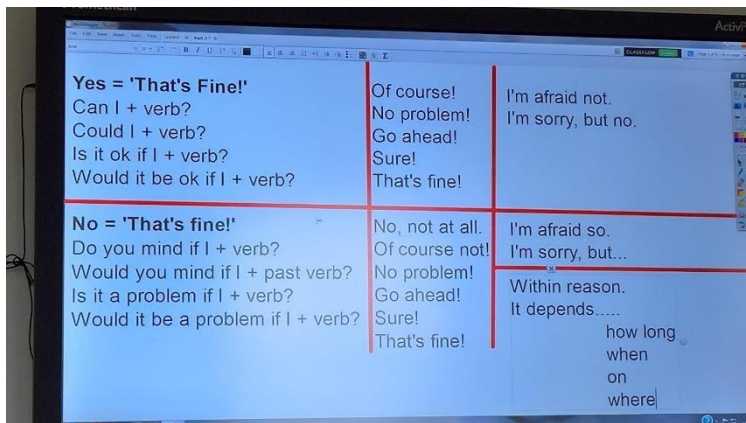 Activ
CLASSFLOW
Yes = 'That's Fine!'
Can I + verb?
Could I + verb?
Is it ok if I + verb?
Would it be ok if I + verb?
Of course!
No problem!
Go ahead!
Sure!
That's fine!
I'm afraid not.
I'm sorry, but no.
No = 'That's fine!'
Do you mind if I + verb?
Would you mind if I + past verb?
Is it a problem if I + verb?
Would it be a problem if I + verb?
No, not at all.
Of course not!
No problem!
Go ahead!
Sure!
That's fine!
I'm afraid so.
I'm sorry, but...
Within reason.
It depends.....
how long
when
on
where